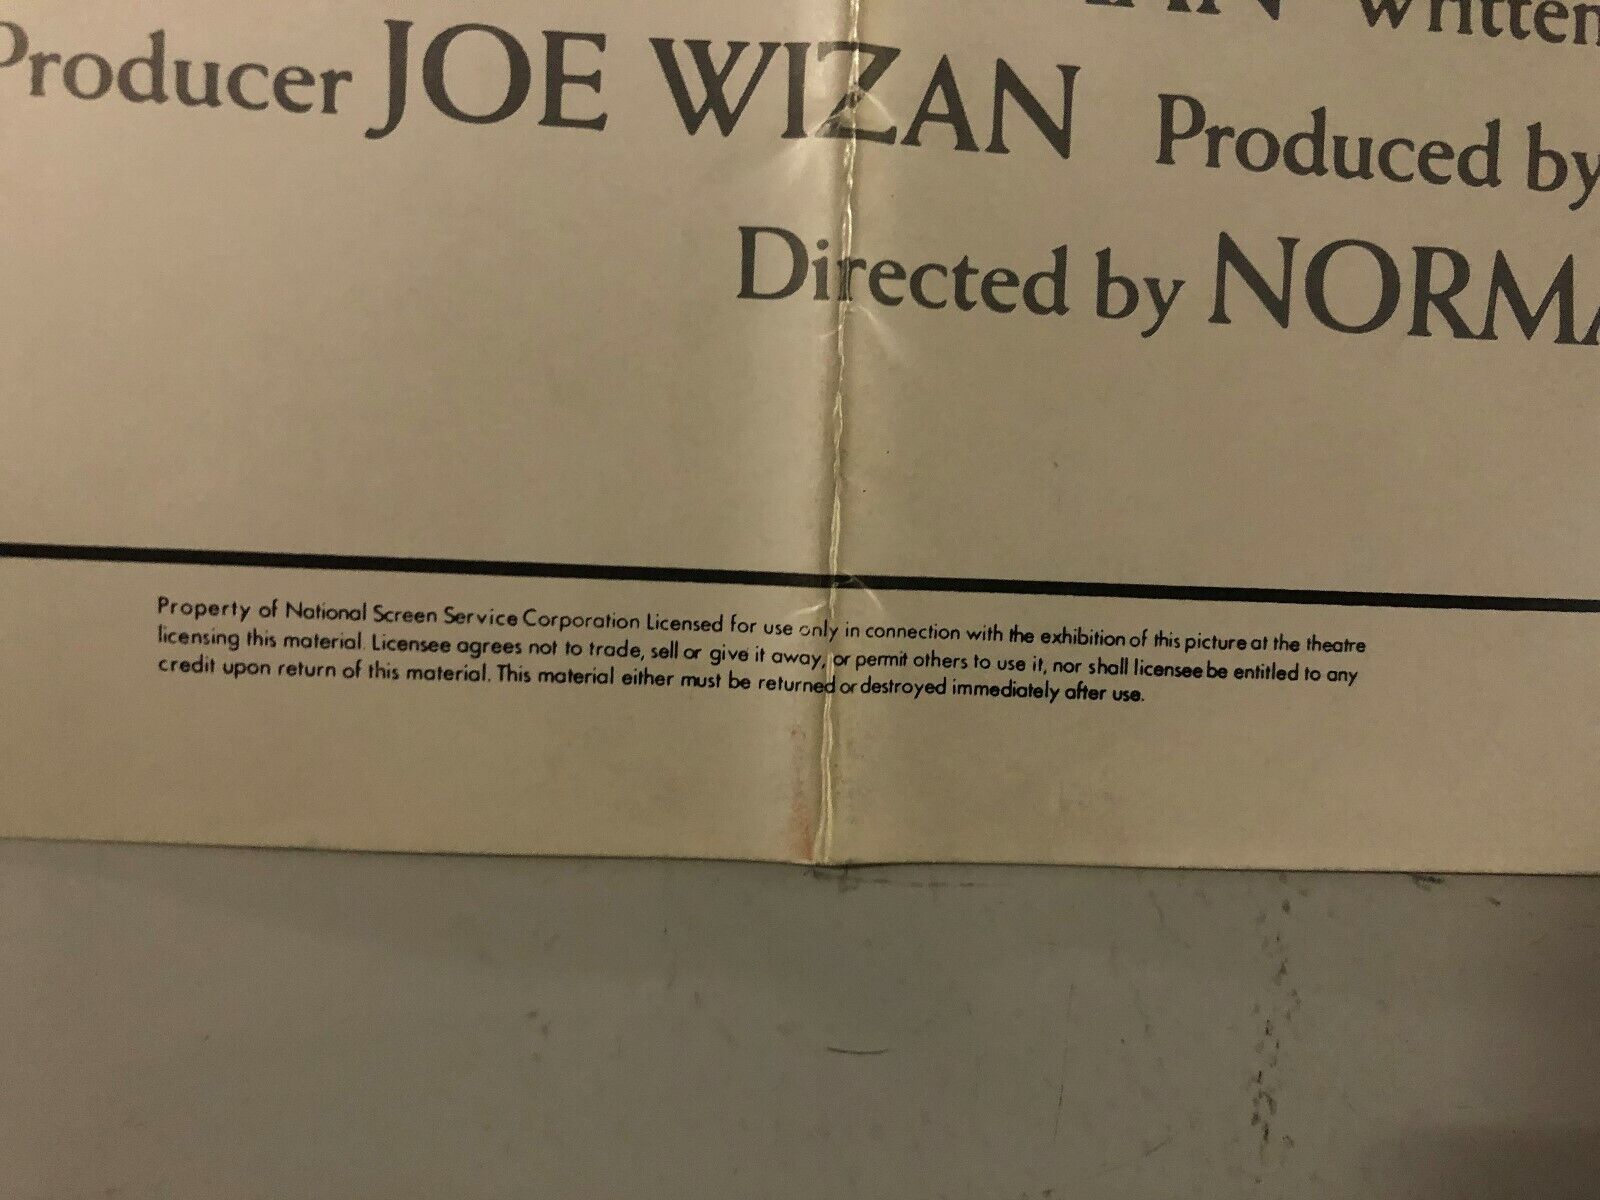 Written
Producer JOE WIZAN Produced by
Directed by
Property of National Screen Service Corporation Licensed for use only in connection with the exhibition of this picture at the theatre
licensing this material. Licensee agrees not to trade, sell or give it away, or permit others to use it, nor shall licensee be entitled to any
credit upon return of this material. This material either must be returned or destroyed immediately after use.